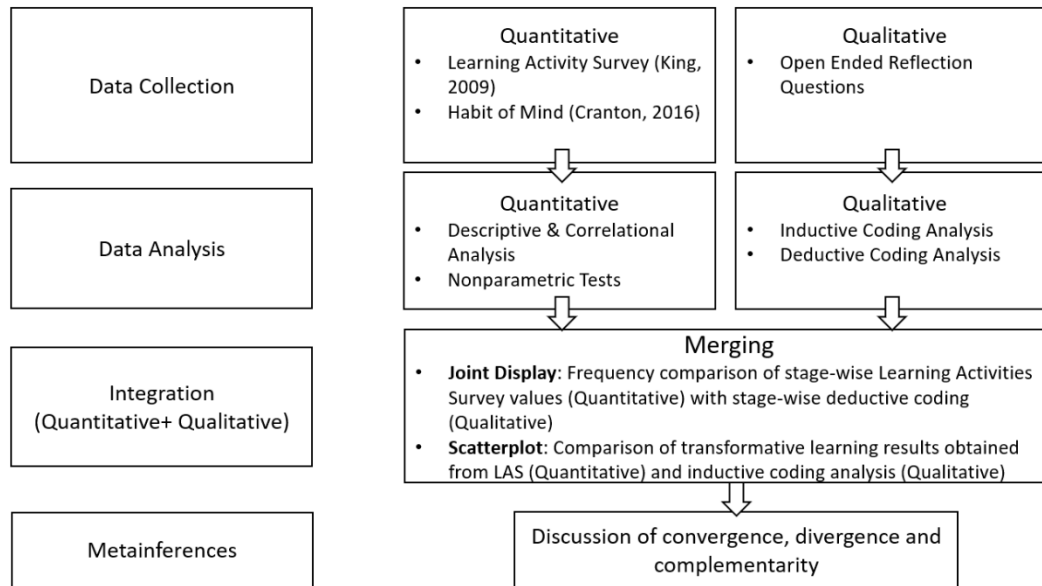 Data Collection
Quantitative
• Learning Activity Survey (King,
2009)
• Habit of Mind (Cranton, 2016)
Qualitative
• Open Ended Reflection
Questions
Data Analysis
Quantitative
• Descriptive & Correlational
Analysis
• Nonparametric Tests
Qualitative
• Inductive Coding Analysis
• Deductive Coding Analysis
Integration
(Quantitative+ Qualitative)
Merging
• Joint Display: Frequency comparison of stage-wise Learning Activities
Survey values (Quantitative) with stage-wise deductive coding
(Qualitative)
• Scatterplot: Comparison of transformative learning results obtained
from LAS (Quantitative) and inductive coding analysis (Qualitative)
Metainferences
Discussion of convergence, divergence and
complementarity